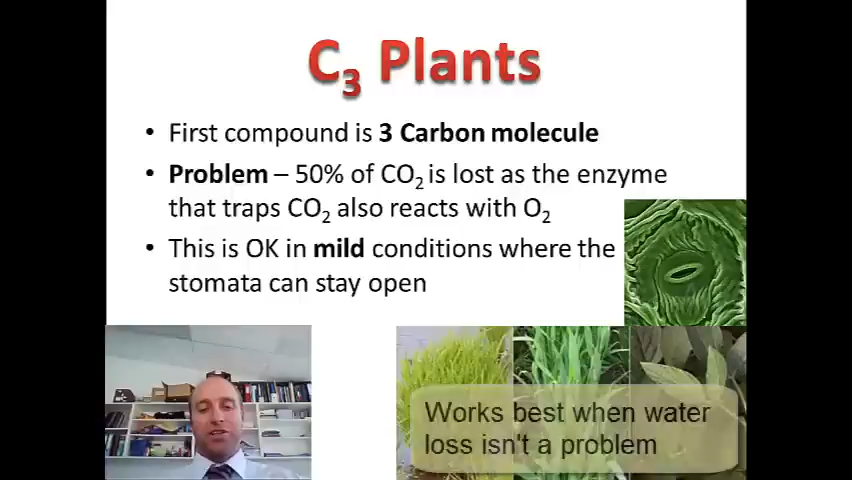 C₃ Plants
• First compound is 3 Carbon molecule
• Problem – 50% of CO₂ is lost as the enzyme
that traps CO₂ also reacts with O₂
• This is OK in mild conditions where the
stomata can stay open
Works best when water
loss isn't a problem